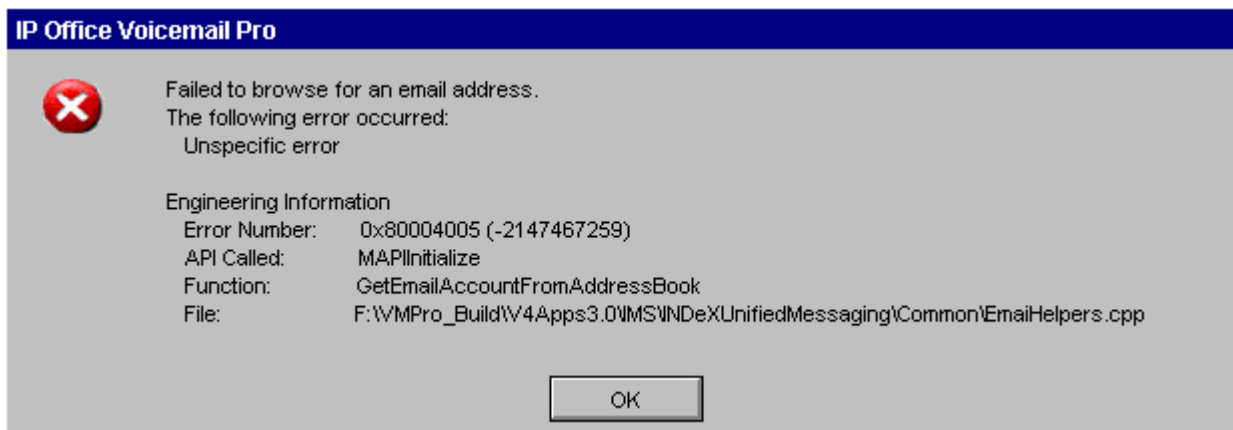 IP Office Voicemail Pro
Failed to browse for an email address.
The following error occurred:
Unspecific error
Engineering Information
Error Number: 0x80004005 (-2147467259)
API Called: MAPIInitialize
Function: GetEmailAccountFromAddressBook
File: F:\VMPro_Build\V4Apps3.0\IMS\INDeXUnifiedMessaging\Common\EmaiHelpers.cpp
OK